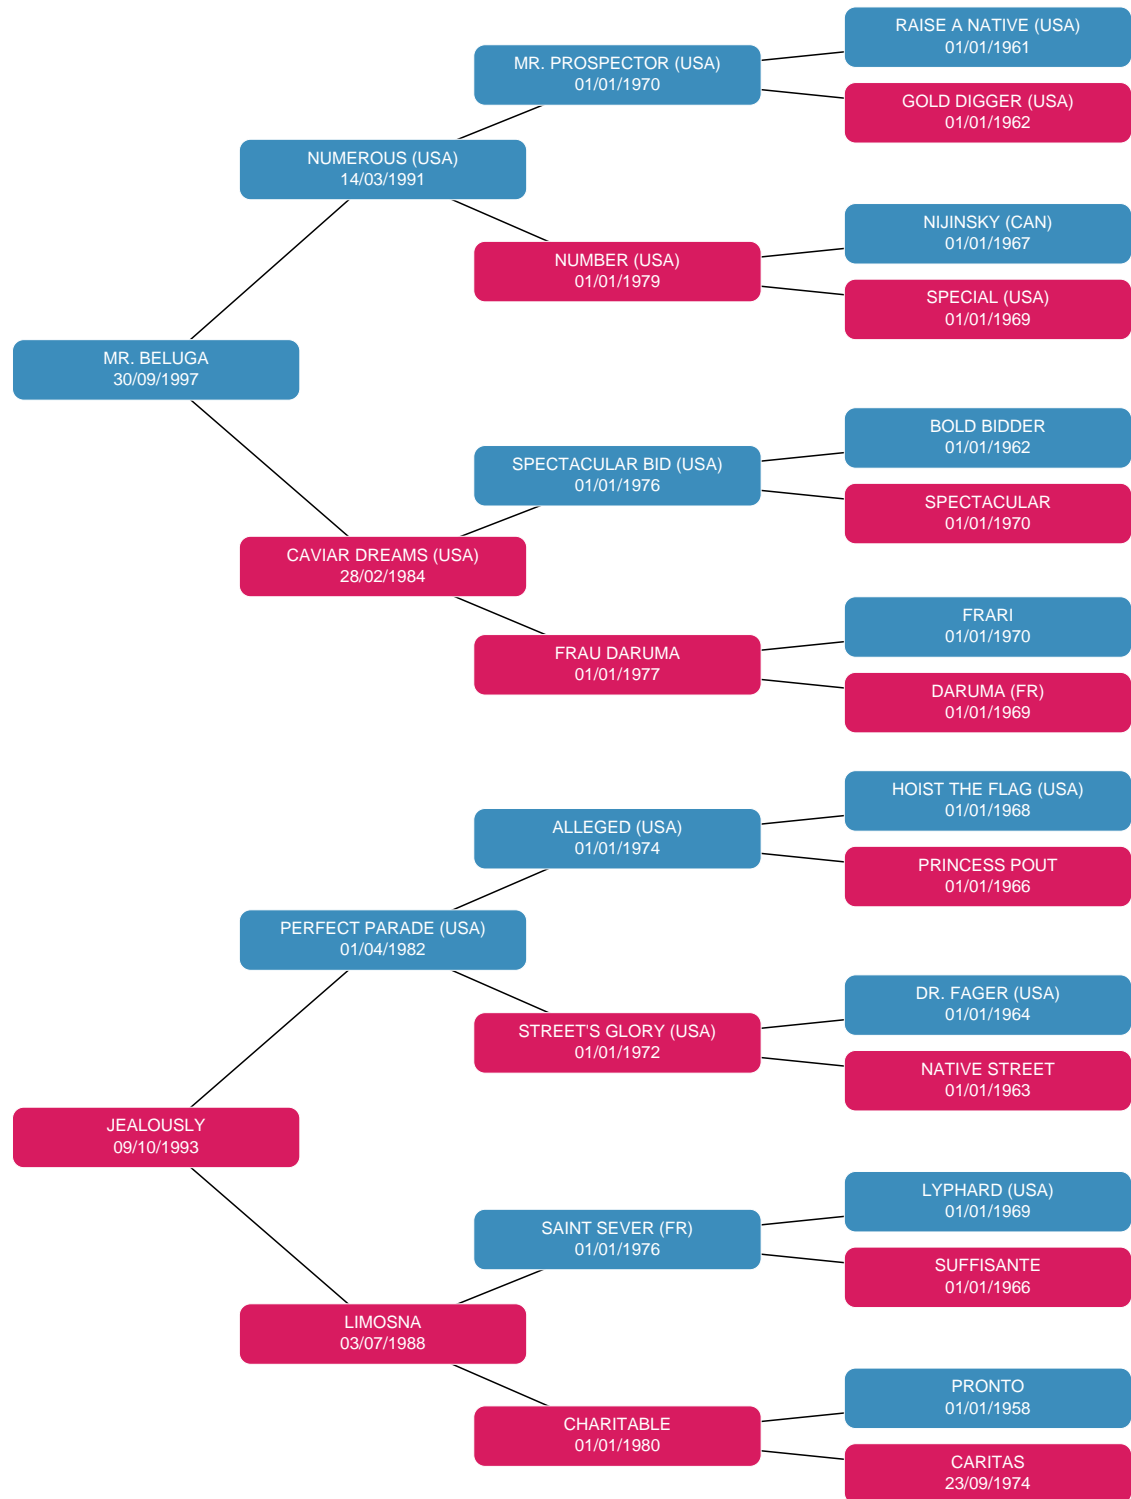 RAISE A NATIVE (USA)
01/01/1961
MR. PROSPECTOR (USA)
01/01/1970
GOLD DIGGER (USA)
01/01/1962
NUMEROUS (USA)
14/03/1991
NIJINSKY (CAN)
01/01/1967
NUMBER (USA)
01/01/1979
SPECIAL (USA)
01/01/1969
MR. BELUGA
30/09/1997
BOLD BIDDER
01/01/1962
SPECTACULAR BID (USA)
01/01/1976
SPECTACULAR
01/01/1970
CAVIAR DREAMS (USA)
28/02/1984
FRARI
01/01/1970
FRAU DARUMA
01/01/1977
DARUMA (FR)
01/01/1969
HOIST THE FLAG (USA)
01/01/1968
ALLEGED (USA)
01/01/1974
PRINCESS POUT
01/01/1966
PERFECT PARADE (USA)
01/04/1982
DR. FAGER (USA)
01/01/1964
STREET'S GLORY (USA)
01/01/1972
NATIVE STREET
01/01/1963
JEALOUSLY
09/10/1993
LYPHARD (USA)
01/01/1969
SAINT SEVER (FR)
01/01/1976
SUFFISANTE
01/01/1966
LIMOSNA
03/07/1988
PRONTO
01/01/1958
CHARITABLE
01/01/1980
CARITAS
23/09/1974